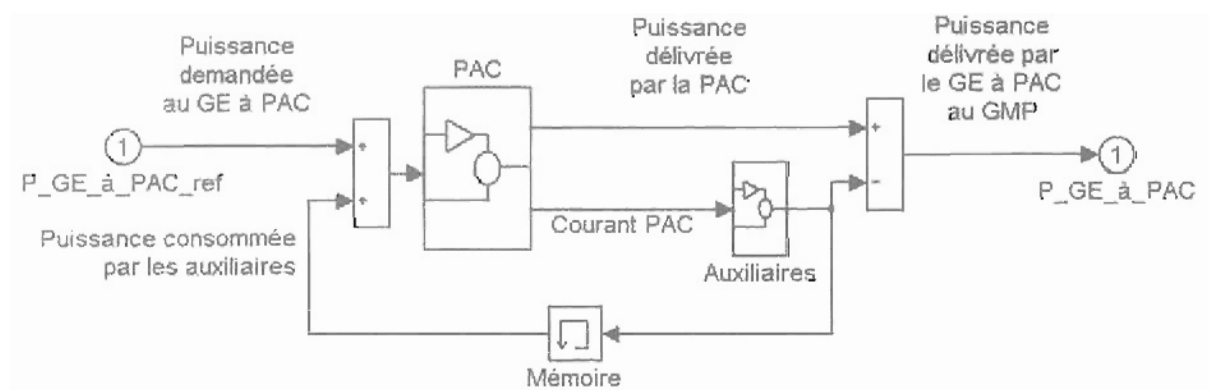 Puissance
demandée
au GE à PAC
PAC
Puissance
délivrée
par la PAC
Puissance
délivrée par
le GE à PAC
au GMP
1
P_GE_à_PAC_ref
+
+
+
-
1
P_GE_à_PAC
Courant PAC
Puissance consommée
par les auxiliaires
Auxiliaires
Mémoire